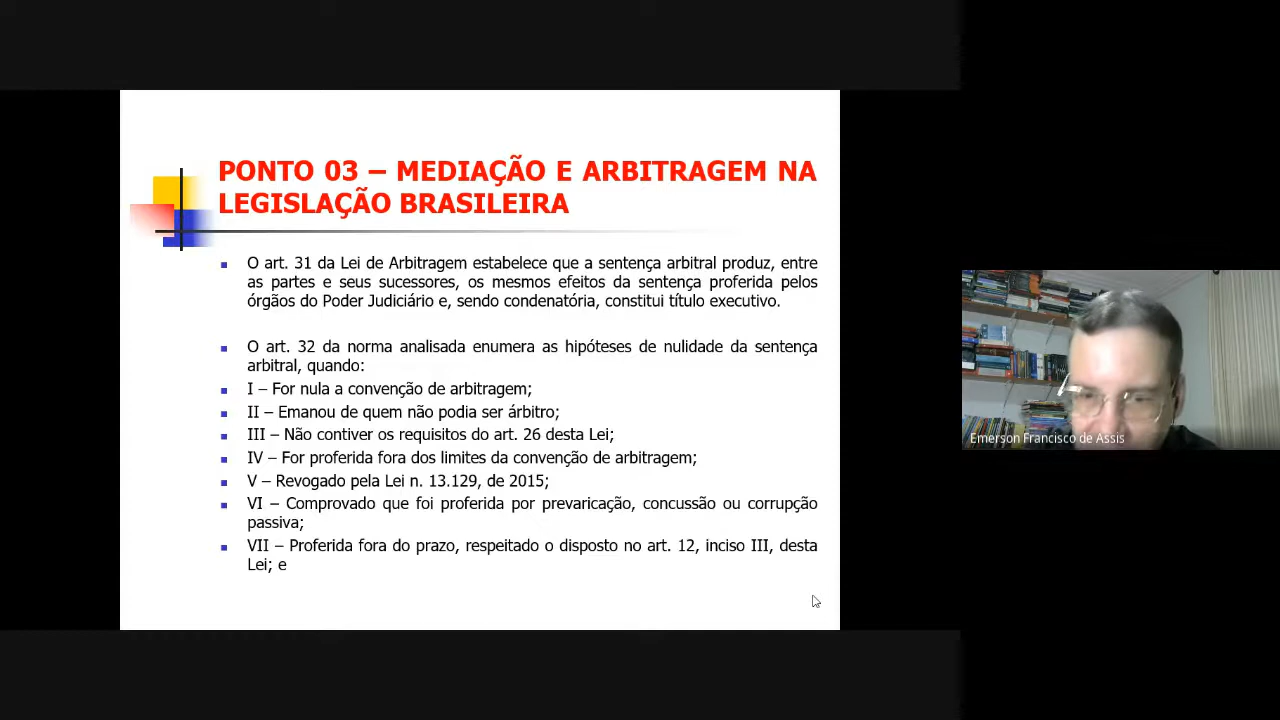 PONTO 03 – MEDIAÇÃO E ARBITRAGEM NA
LEGISLAÇÃO BRASILEIRA
O art. 31 da Lei de Arbitragem estabelece que a sentença arbitral produz, entre
as partes e seus sucessores, os mesmos efeitos da sentença proferida pelos
órgãos do Poder Judiciário e, sendo condenatória, constitui título executivo.
O art. 32 da norma analisada enumera as hipóteses de nulidade da sentença
arbitral, quando:
I – For nula a convenção de arbitragem;
II – Emanou de quem não podia ser árbitro;
III – Não contiver os requisitos do art. 26 desta Lei;
IV – For proferida fora dos limites da convenção de arbitragem;
V – Revogado pela Lei n. 13.129, de 2015;
VI – Comprovado que foi proferida por prevaricação, concussão ou corrupção
passiva;
VII – Proferida fora do prazo, respeitado o disposto no art. 12, inciso III, desta
Lei; e
Emerson Francisco de Assis